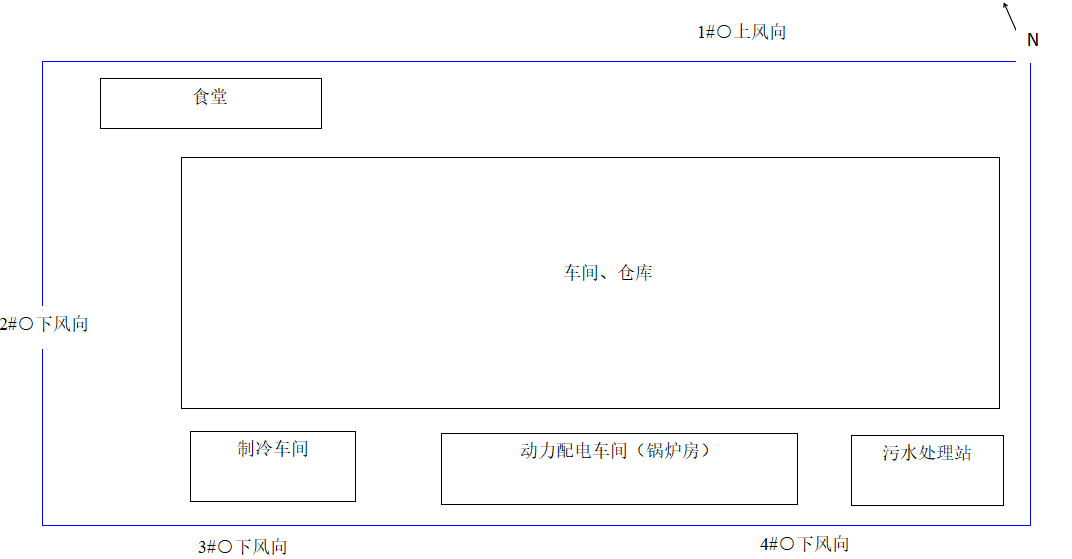 1#○上风向
N
食堂
车间、仓库
2#○下风向
制冷车间
动力配电车间（锅炉房）
污水处理站
3#○下风向
4#○下风向